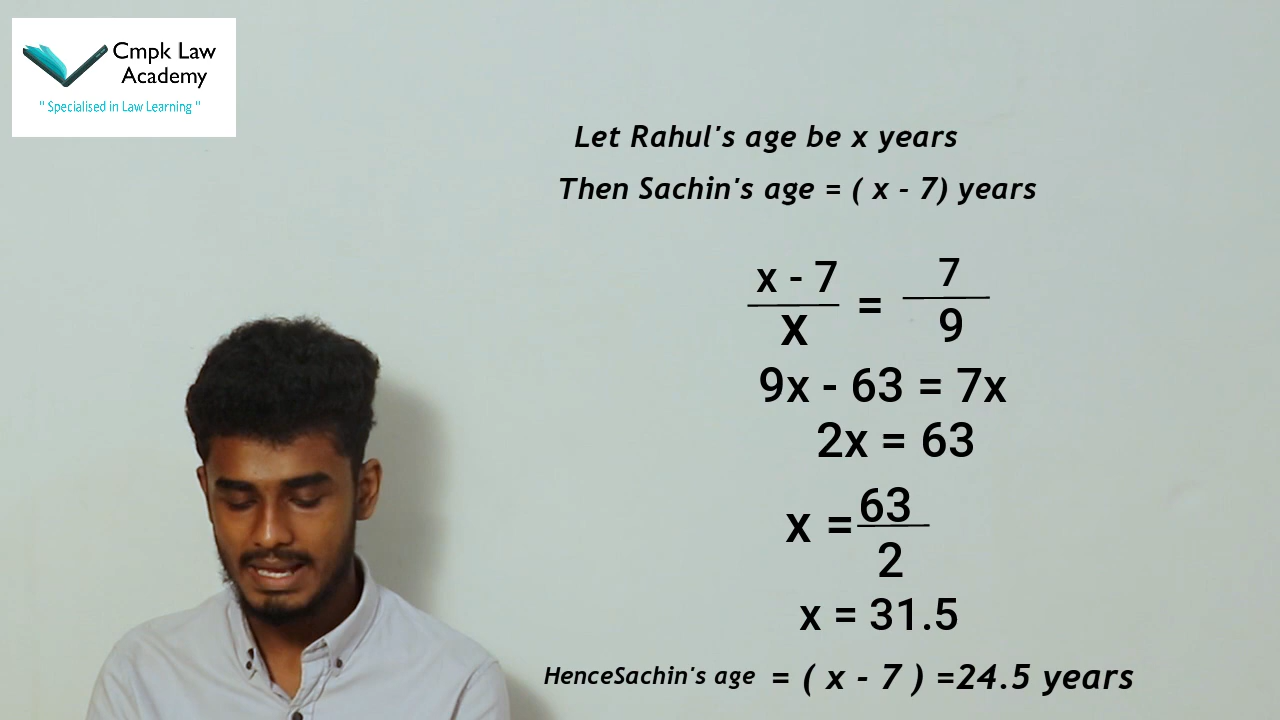 Cmpk Law
Academy
" Specialised in Law Learning "
Let Rahul's age be x years
Then Sachin's age = ( x - 7) years
x - 7
x
=
7
9
9x - 63 = 7x
2x = 63
x = 63
2
x = 31.5
HenceSachin's age = ( x - 7 ) =24.5 years